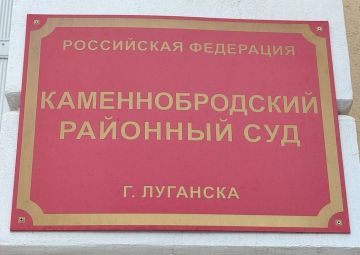 РОССИЙСКАЯ ФЕДЕРАЦИЯ
КАМЕННОБРОДСКИЙ
РАЙОННЫЙ СУД
Г. ЛУГАНСКА